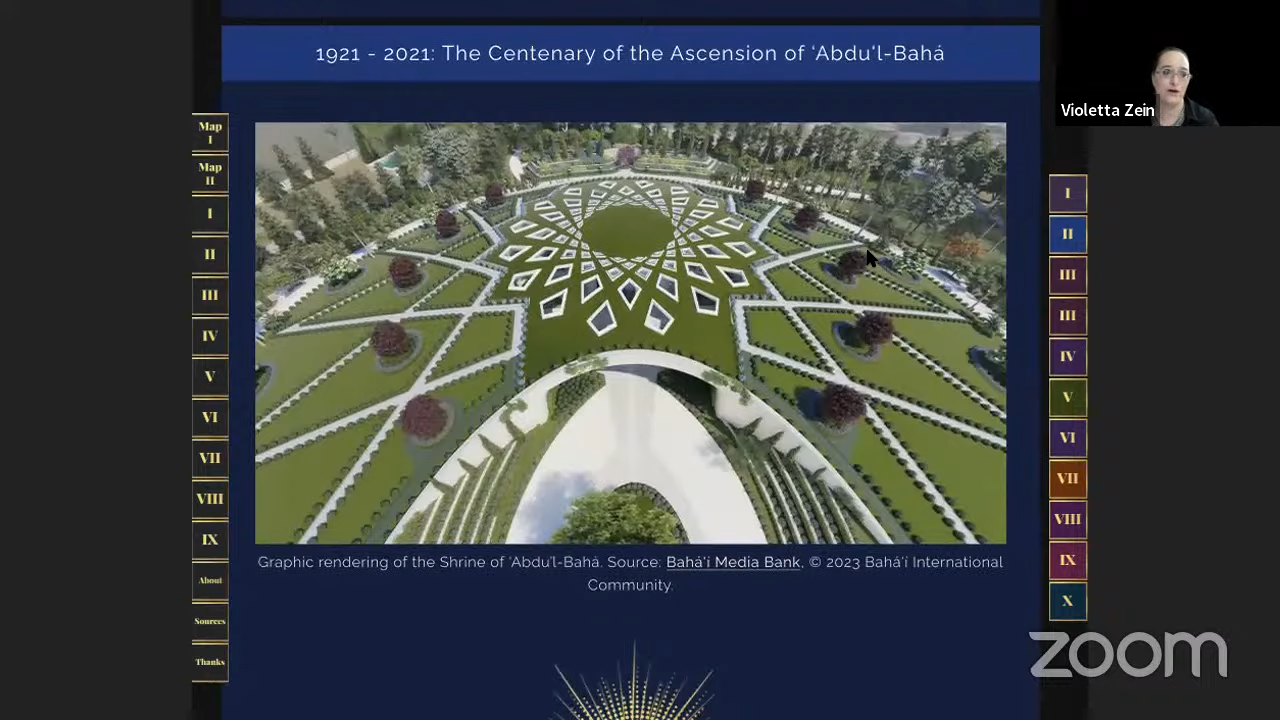 1921 - 2021: The Centenary of the Ascension of ‘Abdu'l-Bahá
Violetta Zein
Map
I
Map
II
I
II
III
IV
V
VI
VII
VIII
IX
About
Sources
Thanks
I
II
III
III
IV
V
VI
VII
VIII
IX
X
Graphic rendering of the Shrine of ‘Abdu'l-Bahá. Source: Bahá'í Media Bank, © 2023 Bahá'í International
Community.
zoom